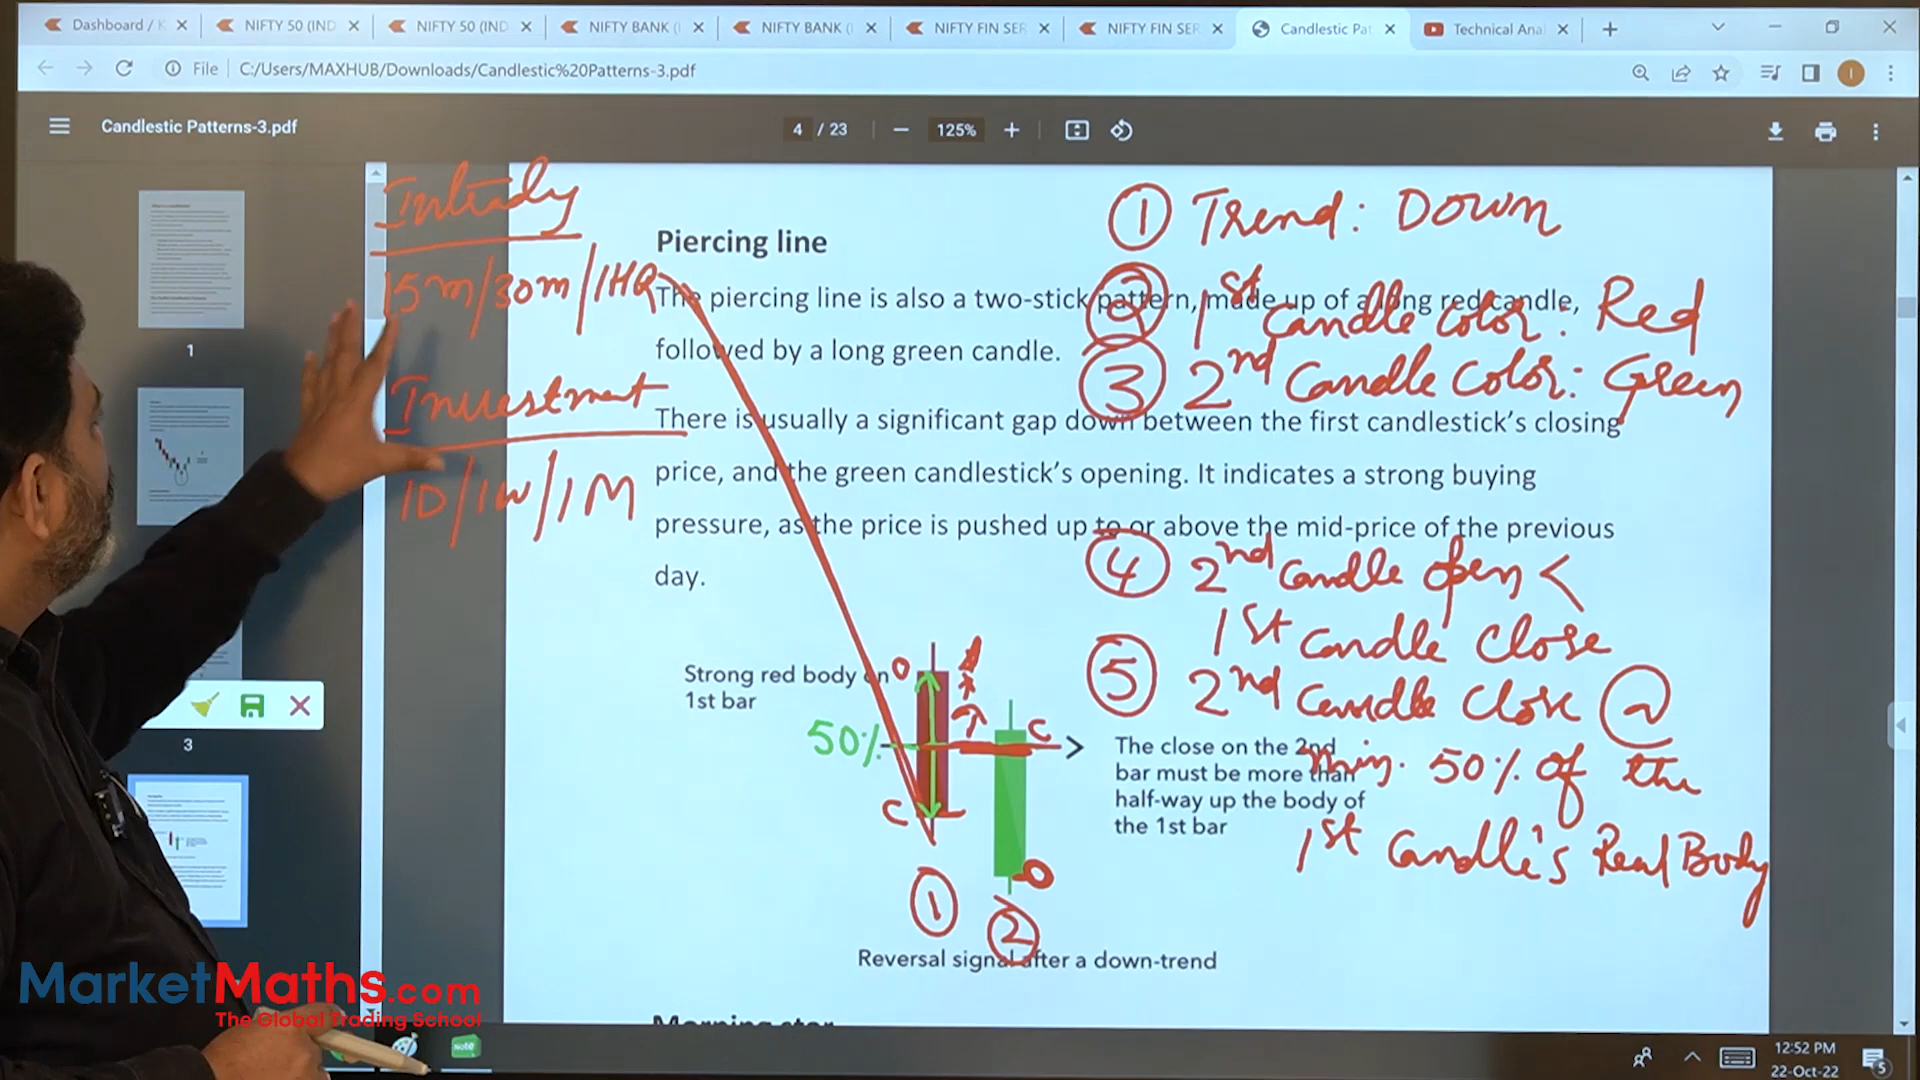 Dashboard / K
NIFTY 50 (IND
NIFTY 50 (IND
NIFTY BANK (I
NIFTY BANK (I
NIFTY FIN SER
NIFTY FIN SER
Candlestic Pat
Technical Ana
File C:/Users/MAXHUB/Downloads/Candlestic%20Patterns-3.pdf
Candlestic Patterns-3.pdf
4 / 23
125%
Intrady
15m/30m/1HR
Investment
1D/1W/1M
1
3
Piercing line
The piercing line is also a two-stick pattern, made up of a long red candle,
followed by a long green candle.
There is usually a significant gap down between the first candlestick's closing
price, and the green candlestick's opening. It indicates a strong buying
pressure, as the price is pushed up to or above the mid-price of the previous
day.
① Trend: Down
② 1st Candle Color: Red
③ 2nd Candle Color: Green
④ 2nd Candle open <
1st Candle Close
⑤ 2nd Candle Close @
min. 50% of the
1st Candle's Real Body
Strong red body on
1st bar
O
C
50%
C
O
①
②
The close on the 2nd
bar must be more than
half-way up the body of
the 1st bar
Reversal signal after a down-trend
Morning star
MarketMaths.com
The Global Trading School
Note
12:52 PM
22-Oct-22
5